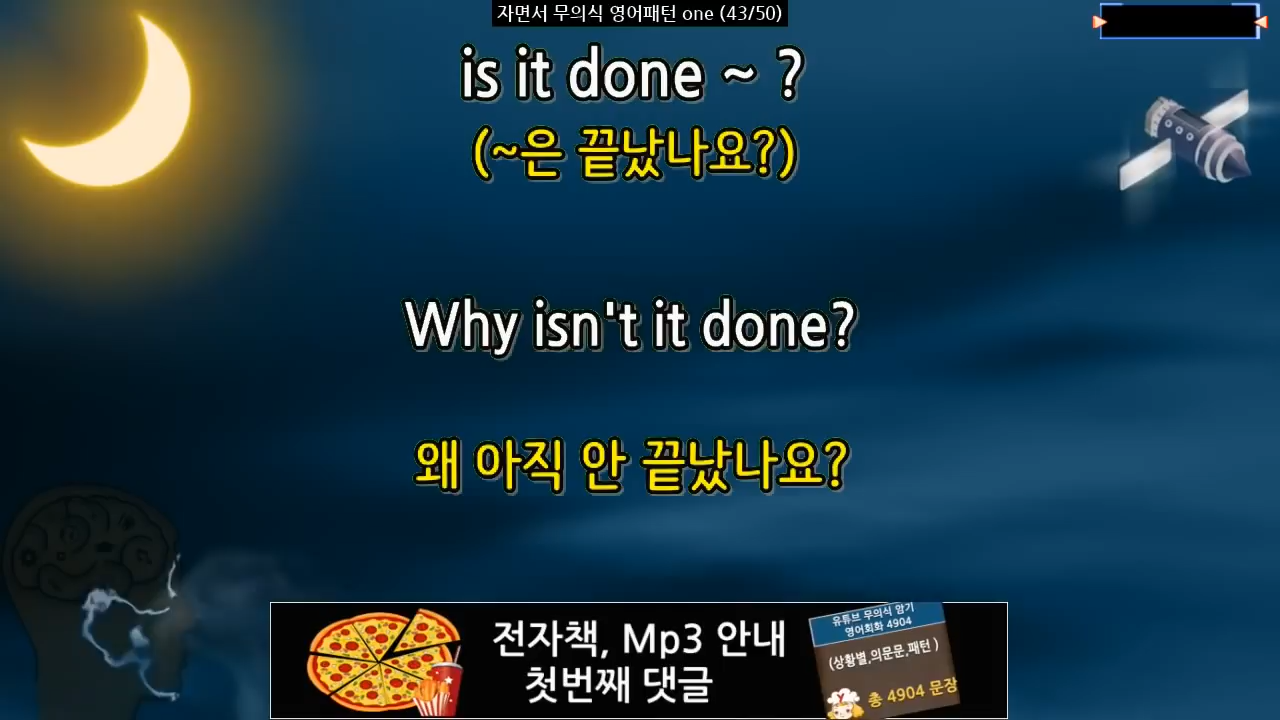 자면서 무의식 영어패턴 one (43/50)
is it done ~ ?
(~은 끝났나요?)
Why isn't it done?
왜 아직 안 끝났나요?
전자책, Mp3 안내
첫번째 댓글
유튜브 무의식 암기
영어회화 4904
(상황별,의문문,패턴 )
총 4904 문장